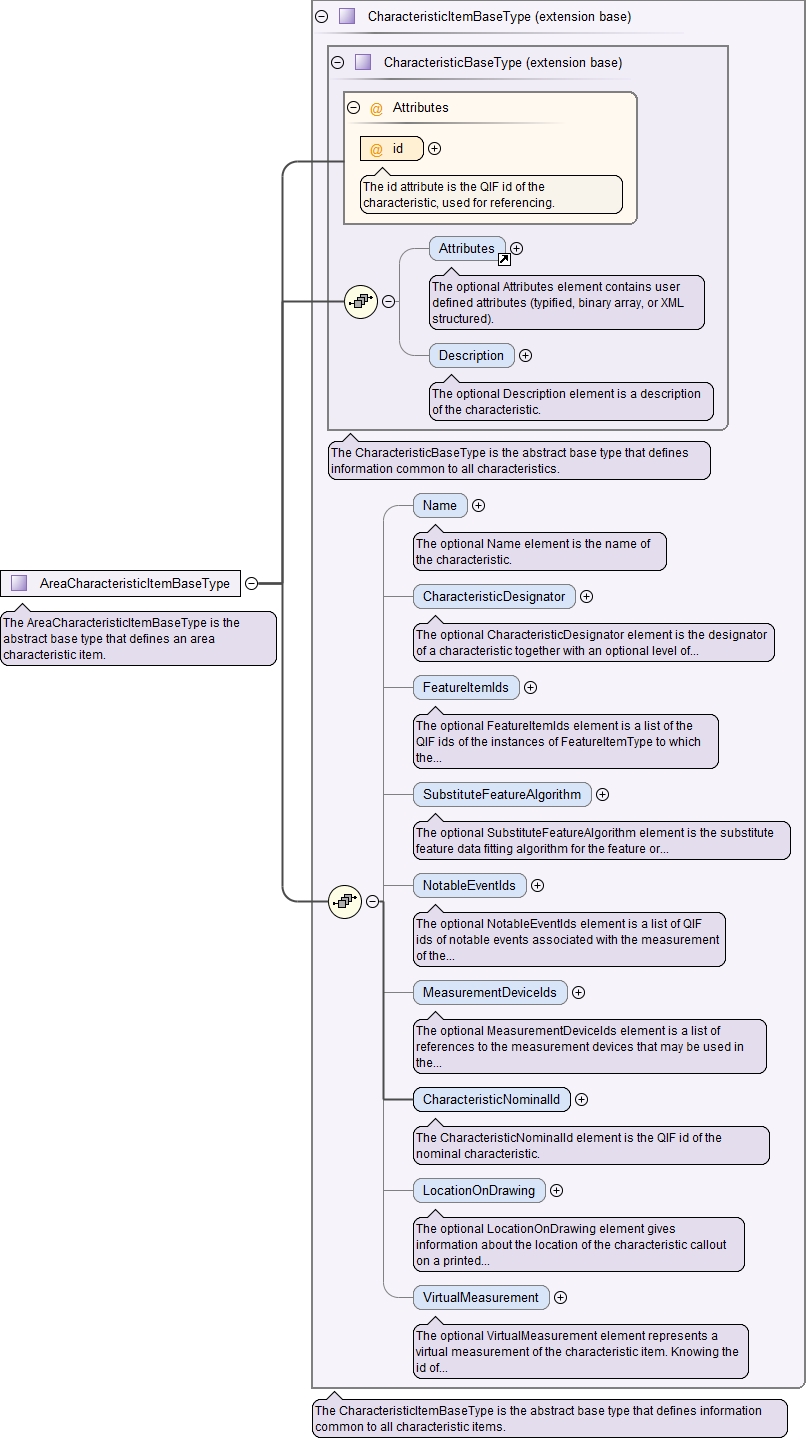 CharacteristicItemBaseType (extension base)
CharacteristicBaseType (extension base)
@ Attributes
@ id
The id attribute is the QIF id of the
characteristic, used for referencing.
Attributes
The optional Attributes element contains user
defined attributes (typified, binary array, or XML
structured).
Description
The optional Description element is a description
of the characteristic.
The CharacteristicBaseType is the abstract base type that defines
information common to all characteristics.
Name
The optional Name element is the name of
the characteristic.
AreaCharacteristicItemBaseType
The AreaCharacteristicItemBaseType is the
abstract base type that defines an area
characteristic item.
CharacteristicDesignator
The optional CharacteristicDesignator element is the designator
of a characteristic together with an optional level of...
FeatureItemIds
The optional FeatureItemIds element is a list of the
QIF ids of the instances of FeatureItemType to which
the...
SubstituteFeatureAlgorithm
The optional SubstituteFeatureAlgorithm element is the substitute
feature data fitting algorithm for the feature or...
NotableEventIds
The optional NotableEventIds element is a list of QIF
ids of notable events associated with the measurement
of the...
MeasurementDeviceIds
The optional MeasurementDeviceIds element is a list of
references to the measurement devices that may be used in
the...
CharacteristicNominalId
The CharacteristicNominalId element is the QIF id of the
nominal characteristic.
LocationOnDrawing
The optional LocationOnDrawing element gives
information about the location of the characteristic callout
on a printed...
VirtualMeasurement
The optional VirtualMeasurement element represents a
virtual measurement of the characteristic item. Knowing the
id of...
The CharacteristicItemBaseType is the abstract base type that defines information
common to all characteristic items.